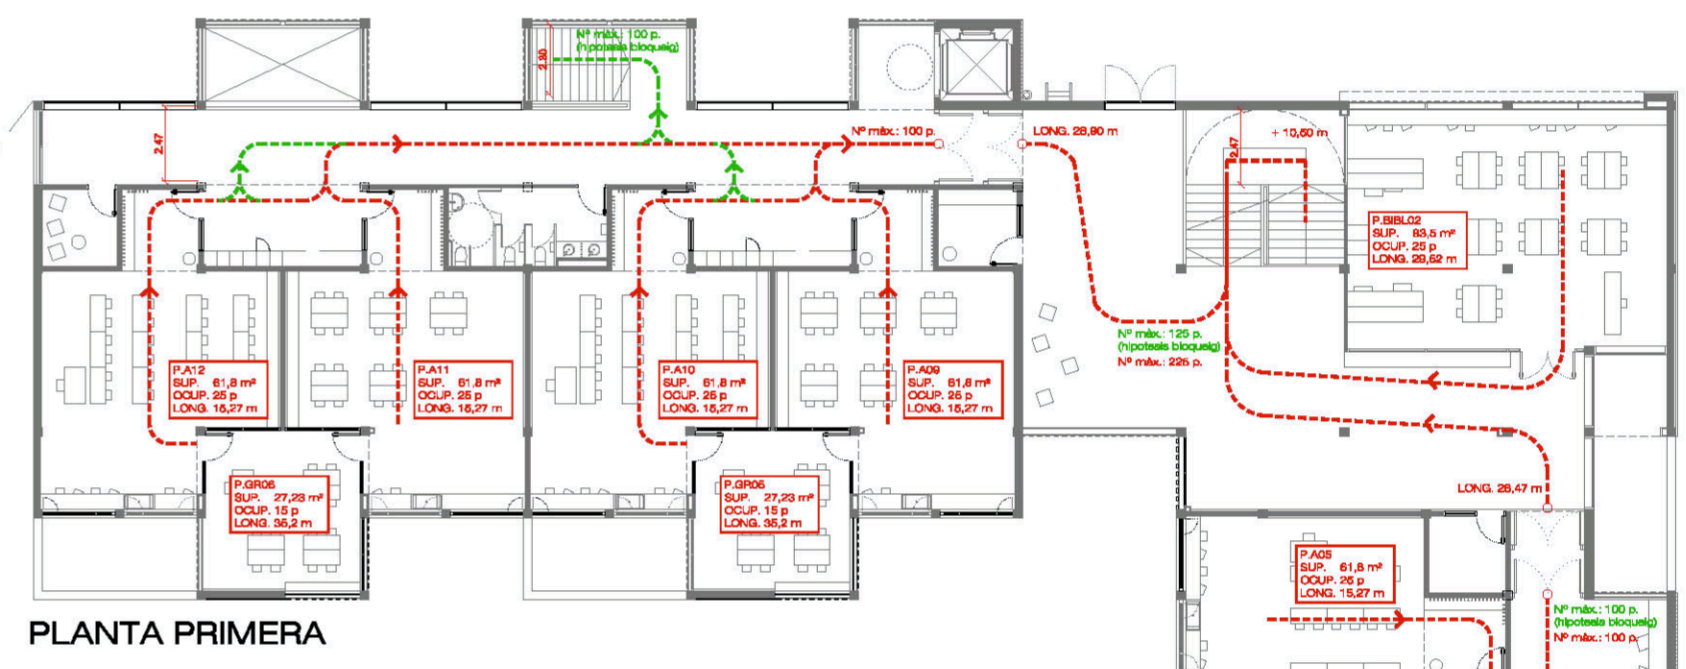 Nº màx.: 100 p.
(hipotesis bloqueig)
2.80
2.47
Nº màx.: 100 p.
LONG. 28,90 m
2.47
+ 10,50 m
P.BIBL02
SUP. 83,5 m²
OCUP. 25 p
LONG. 29,52 m
Nº màx.: 125 p.
(hipotesis bloqueig)
Nº màx.: 225 p.
P.A12
SUP. 61,8 m²
OCUP. 25 p
LONG. 15,27 m
P.A11
SUP. 61,8 m²
OCUP. 25 p
LONG. 15,27 m
P.A10
SUP. 61,8 m²
OCUP. 25 p
LONG. 15,27 m
P.A09
SUP. 61,8 m²
OCUP. 25 p
LONG. 15,27 m
P.GR06
SUP. 27,23 m²
OCUP. 15 p
LONG. 35,2 m
P.GR05
SUP. 27,23 m²
OCUP. 15 p
LONG. 35,2 m
LONG. 26,47 m
P.A05
SUP. 61,8 m²
OCUP. 25 p
LONG. 15,27 m
Nº màx.: 100 p.
(hipotesis bloqueig)
Nº màx.: 100 p.
PLANTA PRIMERA